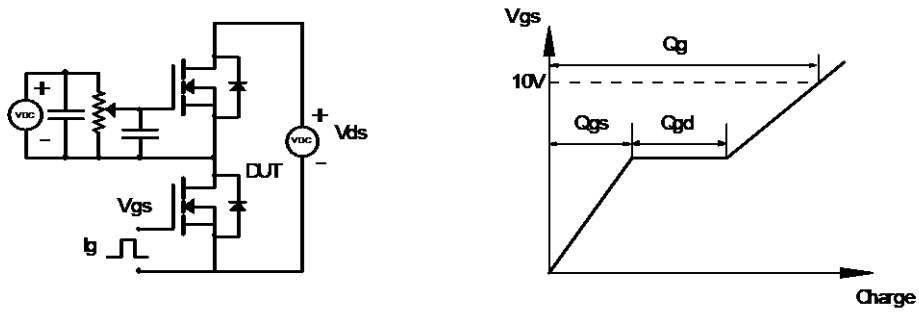 VDC
+
-
Vgs
Ig
DUT
VDC
+
-
Vds
Vgs
Qg
10V
Qgs
Qgd
Charge